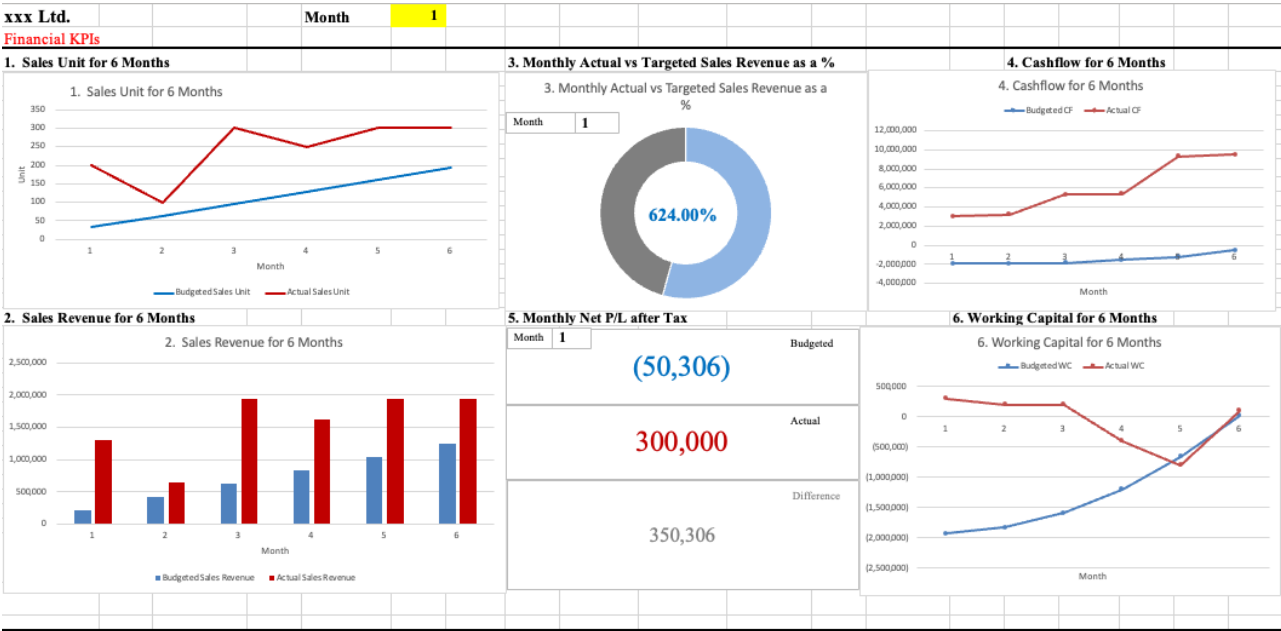 xxx Ltd. Month 1
Financial KPIs
1. Sales Unit for 6 Months
1. Sales Unit for 6 Months
350
300
250
200
150
100
50
0
Unit
1 2 3 4 5 6
Month
Budgeted Sales Unit Actual Sales Unit
3. Monthly Actual vs Targeted Sales Revenue as a %
3. Monthly Actual vs Targeted Sales Revenue as a
%
Month 1
624.00%
4. Cashflow for 6 Months
4. Cashflow for 6 Months
Budgeted CF Actual CF
12,000,000
10,000,000
8,000,000
6,000,000
4,000,000
2,000,000
0
-2,000,000
-4,000,000
1 2 3 4 5 6
Month
2. Sales Revenue for 6 Months
2. Sales Revenue for 6 Months
2,500,000
2,000,000
1,500,000
1,000,000
500,000
0
1 2 3 4 5 6
Month
Budgeted Sales Revenue Actual Sales Revenue
5. Monthly Net P/L after Tax
Month 1
Budgeted
(50,306)
Actual
300,000
Difference
350,306
6. Working Capital for 6 Months
6. Working Capital for 6 Months
Budgeted WC Actual WC
500,000
0
(500,000)
(1,000,000)
(1,500,000)
(2,000,000)
(2,500,000)
1 2 3 4 5 6
Month